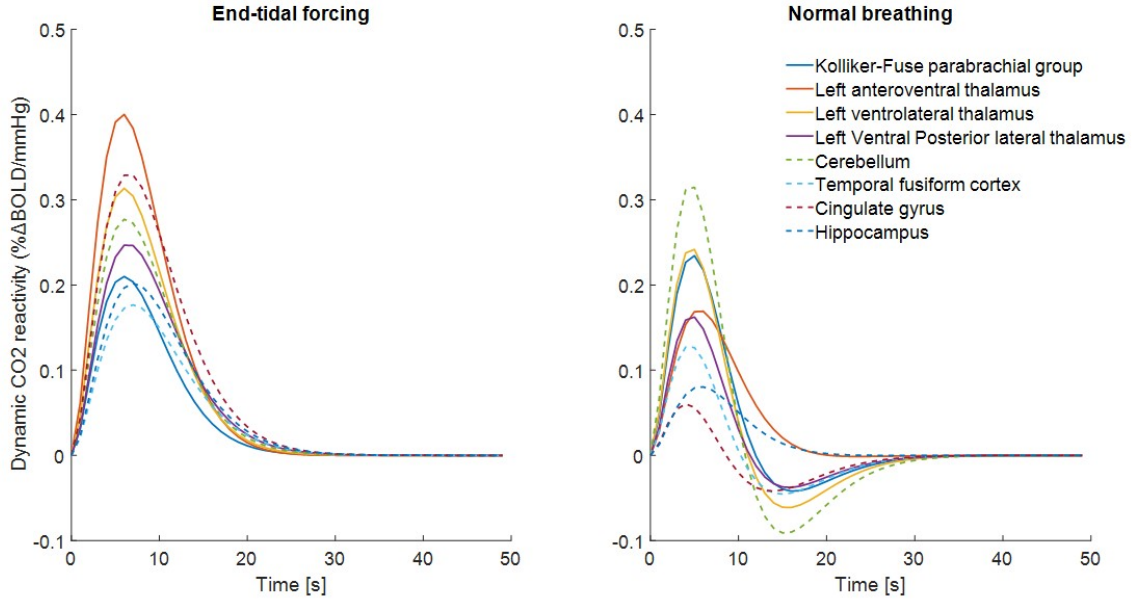 End-tidal forcing
Dynamic CO2 reactivity (%ΔBOLD/mmHg)
0.5
0.4
0.3
0.2
0.1
0
-0.1
0
10
20
30
40
50
Time [s]
Normal breathing
0.5
0.4
0.3
0.2
0.1
0
-0.1
0
10
20
30
40
50
Time [s]
Kolliker-Fuse parabrachial group
Left anteroventral thalamus
Left ventrolateral thalamus
Left Ventral Posterior lateral thalamus
Cerebellum
Temporal fusiform cortex
Cingulate gyrus
Hippocampus